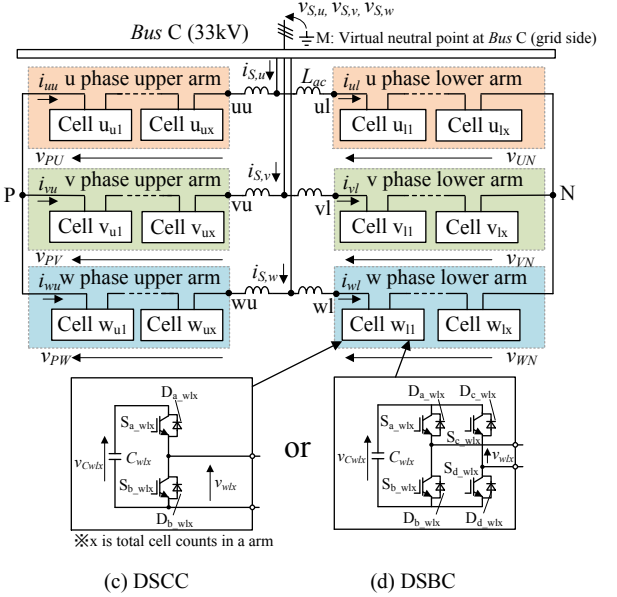 v_{S,u}, v_{S,v}, v_{S,w}
Bus C (33kV)
M: Virtual neutral point at Bus C (grid side)
i_{S,u} L_{ac}
i_{uu} u phase upper arm
uu
ul
i_{ul} u phase lower arm
Cell u_{u1} Cell u_{ux}
Cell u_{l1} Cell u_{lx}
v_{PU}
v_{UN}
i_{S,v}
P
i_{vu} v phase upper arm
vu
vl
i_{vl} v phase lower arm
N
Cell v_{u1} Cell v_{ux}
Cell v_{l1} Cell v_{lx}
v_{PV}
v_{VN}
i_{S,w}
i_{wu} w phase upper arm
wu
wl
i_{wl} w phase lower arm
Cell w_{u1} Cell w_{ux}
Cell w_{l1} Cell w_{lx}
v_{PW}
v_{WN}
D_{a_wlx}
S_{a_wlx}
v_{Cwlx} C_{wlx}
v_{wlx}
S_{b_wlx}
D_{b_wlx}
or
D_{a_wlx} D_{c_wlx}
S_{a_wlx}
S_{c_wlx}
v_{Cwlx} C_{wlx}
v_{wlx}
S_{b_wlx} S_{d_wlx}
D_{b_wlx} D_{d_wlx}
※x is total cell counts in a arm
(c) DSCC
(d) DSBC